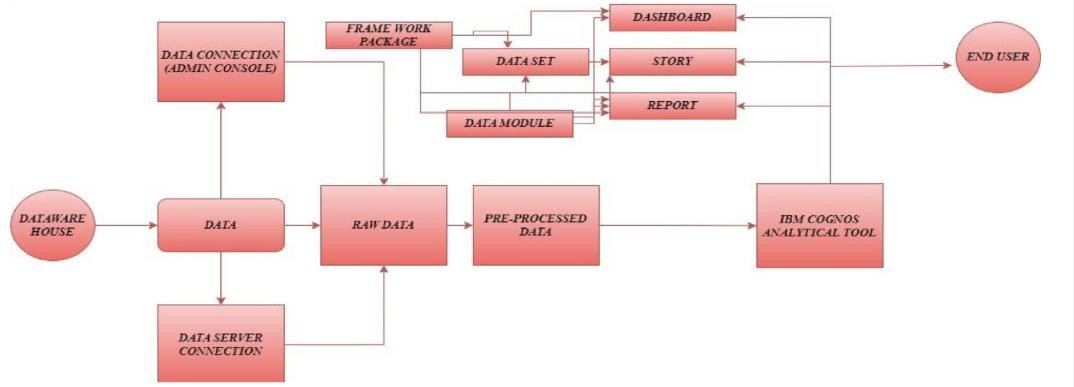 FRAME WORK
PACKAGE
DASHBOARD
DATA CONNECTION
(ADMIN CONSOLE)
DATA SET
STORY
END USER
REPORT
DATA MODULE
DATAWARE
HOUSE
DATA
RAW DATA
PRE-PROCESSED
DATA
IBM COGNOS
ANALYTICAL TOOL
DATA SERVER
CONNECTION